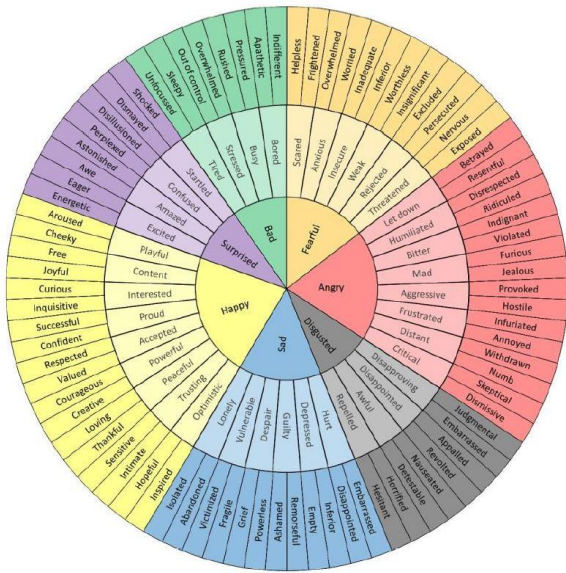 Bad
Fearful
Angry
Disgusted
Sad
Happy
Surprised
Tired
Stressed
Busy
Bored
Scared
Anxious
Insecure
Weak
Rejected
Threatened
Let down
Humiliated
Bitter
Mad
Aggressive
Frustrated
Distant
Critical
Disapproving
Disappointed
Awful
Repelled
Hurt
Depressed
Guilty
Despair
Vulnerable
Lonely
Optimistic
Trusting
Peaceful
Powerful
Accepted
Proud
Interested
Content
Playful
Excited
Amazed
Confused
Startled
Unfocussed
Sleepy
Out of control
Overwhelmed
Rushed
Pressured
Apathetic
Indifferent
Helpless
Frightened
Overwhelmed
Worried
Inadequate
Inferior
Worthless
Insignificant
Excluded
Persecuted
Nervous
Exposed
Betrayed
Resentful
Disrespected
Ridiculed
Indignant
Violated
Furious
Jealous
Provoked
Hostile
Infuriated
Annoyed
Withdrawn
Numb
Skeptical
Dismissive
Judgmental
Embarrassed
Appalled
Revolted
Nauseated
Detestable
Horrified
Hesitant
Embarrassed
Disappointed
Inferior
Empty
Remorseful
Ashamed
Powerless
Grief
Fragile
Victimized
Abandoned
Isolated
Inspired
Hopeful
Intimate
Sensitive
Thankful
Loving
Creative
Courageous
Valued
Respected
Confident
Successful
Inquisitive
Curious
Joyful
Free
Cheeky
Aroused
Energetic
Eager
Awe
Astonished
Perplexed
Disillusioned
Dismayed
Shocked